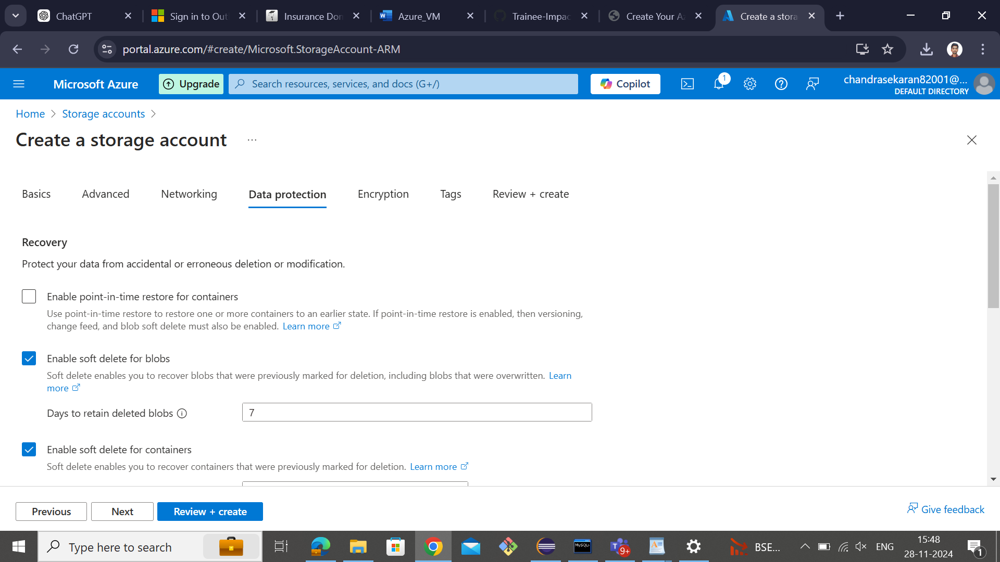 ChatGPT
Sign in to Out
Insurance Don
Azure_VM
Trainee-Impac
Create Your A
Create a stora
portal.azure.com/#create/Microsoft.StorageAccount-ARM
Microsoft Azure
Upgrade
Search resources, services, and docs (G+/)
Copilot
1
chandrasekaran82001@...
DEFAULT DIRECTORY
Home > Storage accounts >
Create a storage account ...
Basics Advanced Networking Data protection Encryption Tags Review + create
Recovery
Protect your data from accidental or erroneous deletion or modification.
Enable point-in-time restore for containers
Use point-in-time restore to restore one or more containers to an earlier state. If point-in-time restore is enabled, then versioning,
change feed, and blob soft delete must also be enabled. Learn more
Enable soft delete for blobs
Soft delete enables you to recover blobs that were previously marked for deletion, including blobs that were overwritten. Learn
more
Days to retain deleted blobs 7
Enable soft delete for containers
Soft delete enables you to recover containers that were previously marked for deletion. Learn more
Previous
Next
Review + create
Give feedback
Type here to search
MySQL
9+
BSE...
ENG
15:48
28-11-2024
1